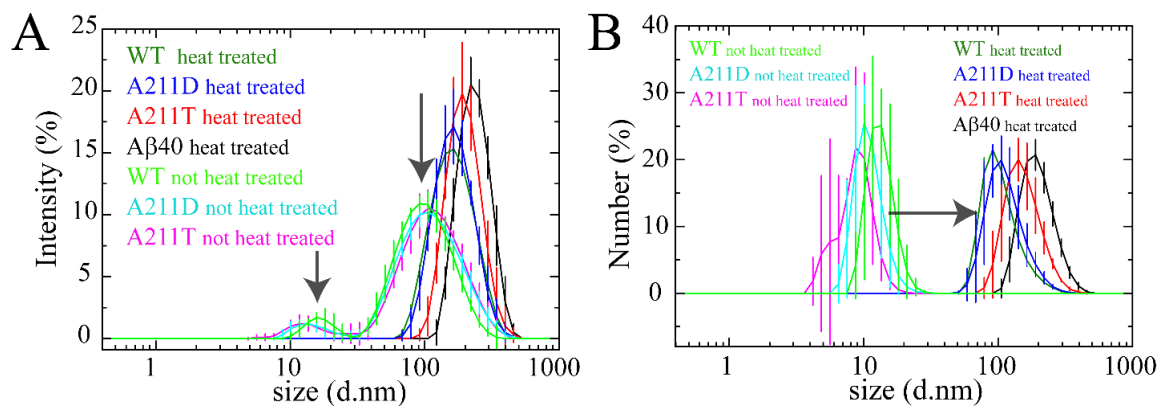 A
Intensity (%)
25
20
15
10
5
0
WT heat treated
A211D heat treated
A211T heat treated
Aβ40 heat treated
WT not heat treated
A211D not heat treated
A211T not heat treated
1 10 100 1000
size (d.nm)
B
Number (%)
40
30
20
10
0
WT not heat treated
A211D not heat treated
A211T not heat treated
WT heat treated
A211D heat treated
A211T heat treated
Aβ40 heat treated
1 10 100 1000
size (d.nm)